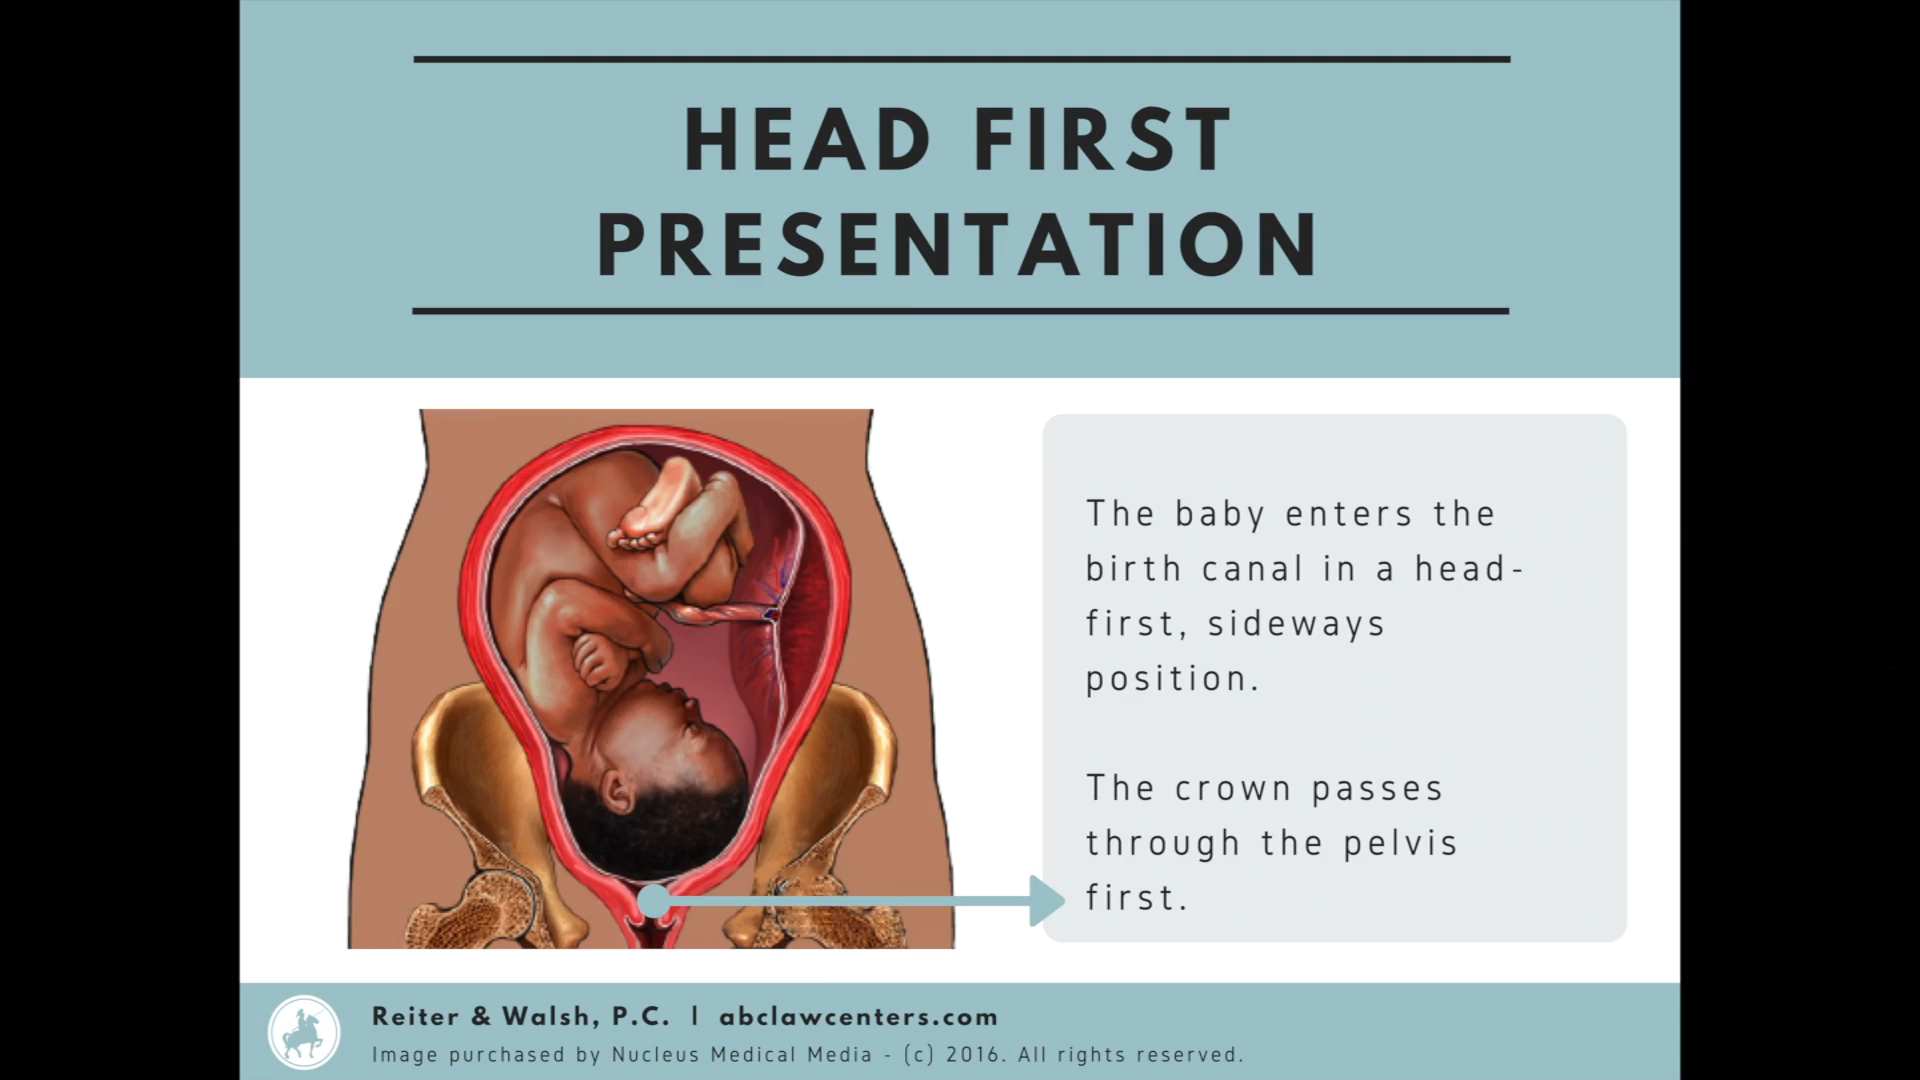 HEAD FIRST
PRESENTATION
The baby enters the
birth canal in a head-
first, sideways
position.
The crown passes
through the pelvis
first.
Reiter & Walsh, P.C. | abclawcenters.com
Image purchased by Nucleus Medical Media - (c) 2016. All rights reserved.